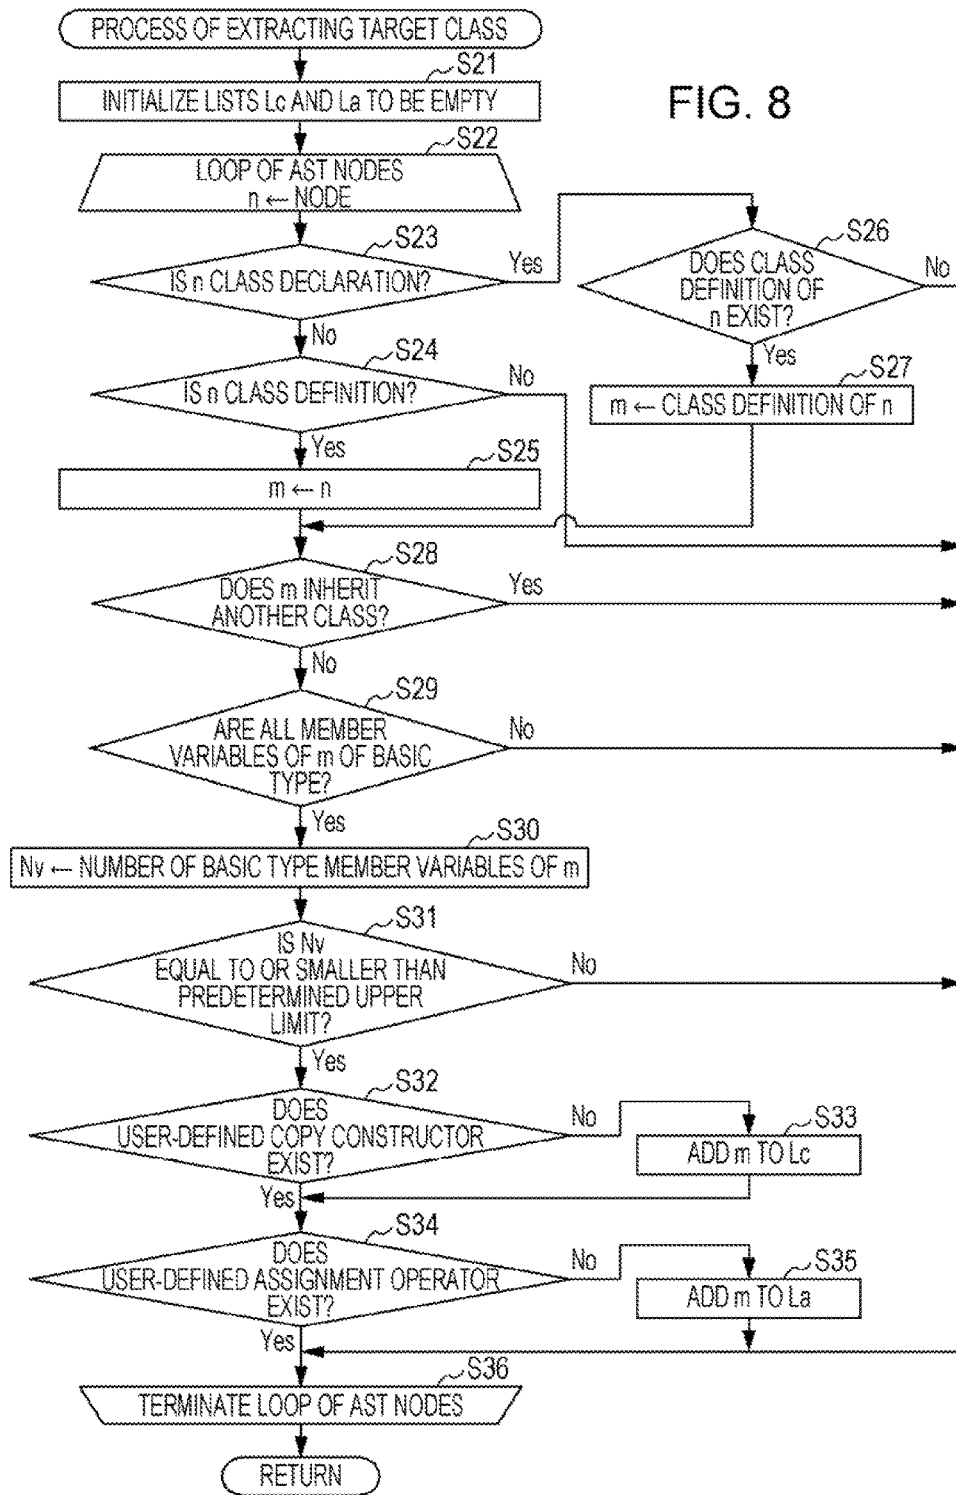 PROCESS OF EXTRACTING TARGET CLASS
S21
INITIALIZE LISTS Lc AND La TO BE EMPTY
FIG. 8
S22
LOOP OF AST NODES
n ← NODE
S23
IS n CLASS DECLARATION?
Yes
No
S26
DOES CLASS
DEFINITION OF
n EXIST?
No
Yes
S24
IS n CLASS DEFINITION?
No
Yes
S27
m ← CLASS DEFINITION OF n
S25
m ← n
S28
DOES m INHERIT
ANOTHER CLASS?
Yes
No
S29
ARE ALL MEMBER
VARIABLES OF m OF BASIC
TYPE?
No
Yes
S30
Nv ← NUMBER OF BASIC TYPE MEMBER VARIABLES OF m
S31
IS Nv
EQUAL TO OR SMALLER THAN
PREDETERMINED UPPER
LIMIT?
No
Yes
S32
DOES
USER-DEFINED COPY CONSTRUCTOR
EXIST?
No
Yes
S33
ADD m TO Lc
S34
DOES
USER-DEFINED ASSIGNMENT OPERATOR
EXIST?
No
Yes
S35
ADD m TO La
S36
TERMINATE LOOP OF AST NODES
RETURN